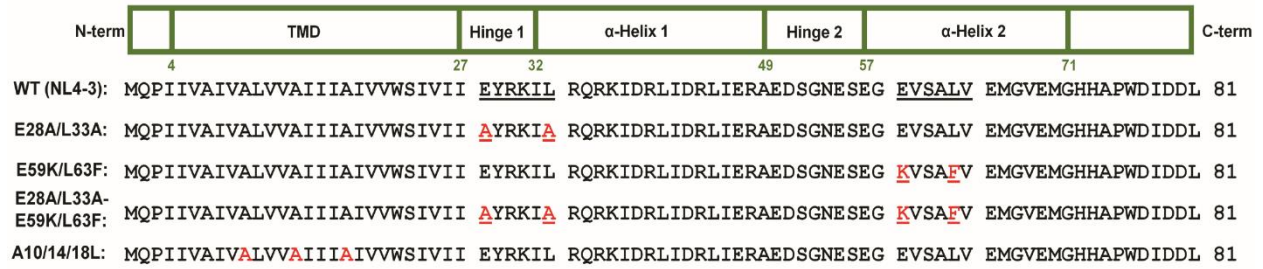 N-term TMD Hinge 1 α-Helix 1 Hinge 2 α-Helix 2 C-term
4 27 32 49 57 71
WT (NL4-3): MQPIIVAIVALVVAIIIAIVVWSIVII EYRKIL RQRKIDRLIDRLIERAEDSGNESEG EVSALV EMGVEMGHHAPWDIDDL 81
E28A/L33A: MQPIIVAIVALVVAIIIAIVVWSIVII AYRKIA RQRKIDRLIDRLIERAEDSGNESEG EVSALV EMGVEMGHHAPWDIDDL 81
E59K/L63F: MQPIIVAIVALVVAIIIAIVVWSIVII EYRKIL RQRKIDRLIDRLIERAEDSGNESEG KVSAFV EMGVEMGHHAPWDIDDL 81
E28A/L33A-
E59K/L63F: MQPIIVAIVALVVAIIIAIVVWSIVII AYRKIA RQRKIDRLIDRLIERAEDSGNESEG KVSAFV EMGVEMGHHAPWDIDDL 81
A10/14/18L: MQPIIVAIVALVVAIIIAIVVWSIVII EYRKIL RQRKIDRLIDRLIERAEDSGNESEG EVSALV EMGVEMGHHAPWDIDDL 81